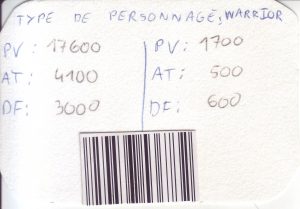 TYPE DE PERSONNAGE; WARRIOR
PV: 17600
AT: 4100
DF: 3000
PV: 1700
AT: 500
DF: 600